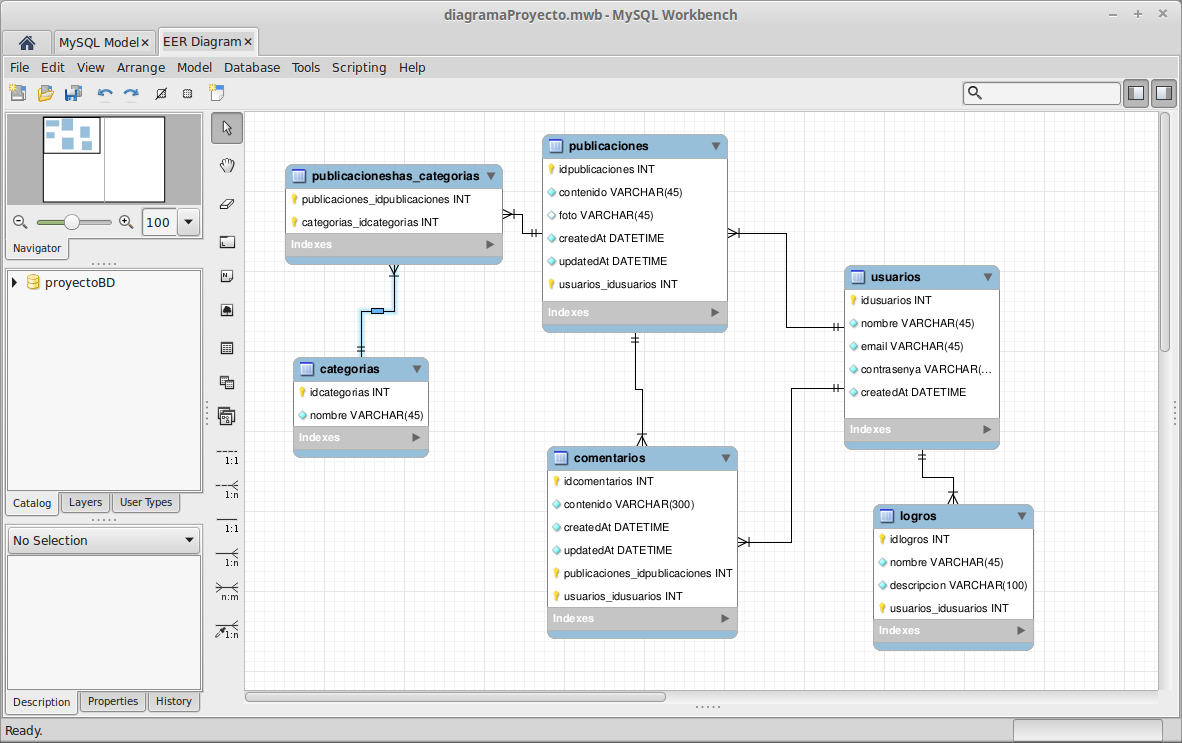 diagramaProyecto.mwb - MySQL Workbench
MySQL Model
EER Diagram
File Edit View Arrange Model Database Tools Scripting Help
100
Navigator
proyectoBD
Catalog Layers User Types
No Selection
Description Properties History
Ready.
1:1
1:n
1:1
1:n
n:m
1:n
publicacioneshas_categorias
publicaciones_idpublicaciones INT
categorias_idcategorias INT
Indexes
publicaciones
idpublicaciones INT
contenido VARCHAR(45)
foto VARCHAR(45)
createdAt DATETIME
updatedAt DATETIME
usuarios_idusuarios INT
Indexes
usuarios
idusuarios INT
nombre VARCHAR(45)
email VARCHAR(45)
contrasenya VARCHAR(...
createdAt DATETIME
Indexes
categorias
idcategorias INT
nombre VARCHAR(45)
Indexes
comentarios
idcomentarios INT
contenido VARCHAR(300)
createdAt DATETIME
updatedAt DATETIME
publicaciones_idpublicaciones INT
usuarios_idusuarios INT
Indexes
logros
idlogros INT
nombre VARCHAR(45)
descripcion VARCHAR(100)
usuarios_idusuarios INT
Indexes